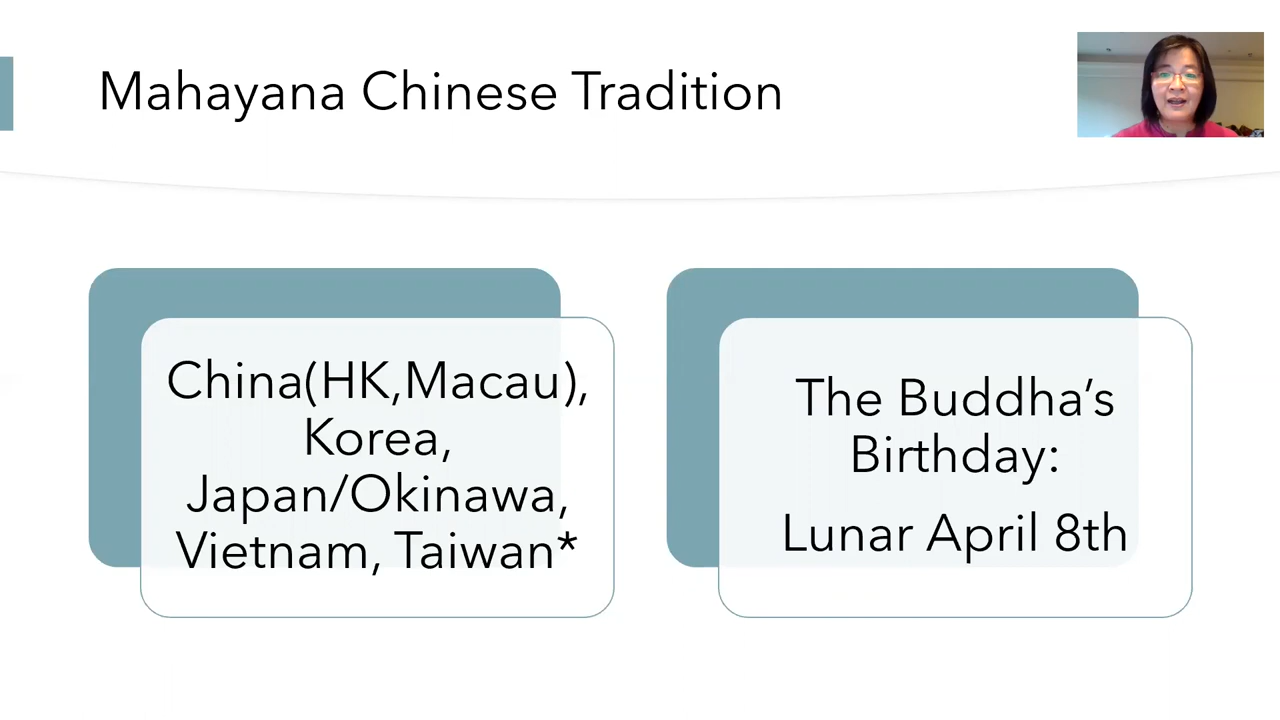 Mahayana Chinese Tradition
China(HK,Macau),
Korea,
Japan/Okinawa,
Vietnam, Taiwan*
The Buddha’s
Birthday:
Lunar April 8th